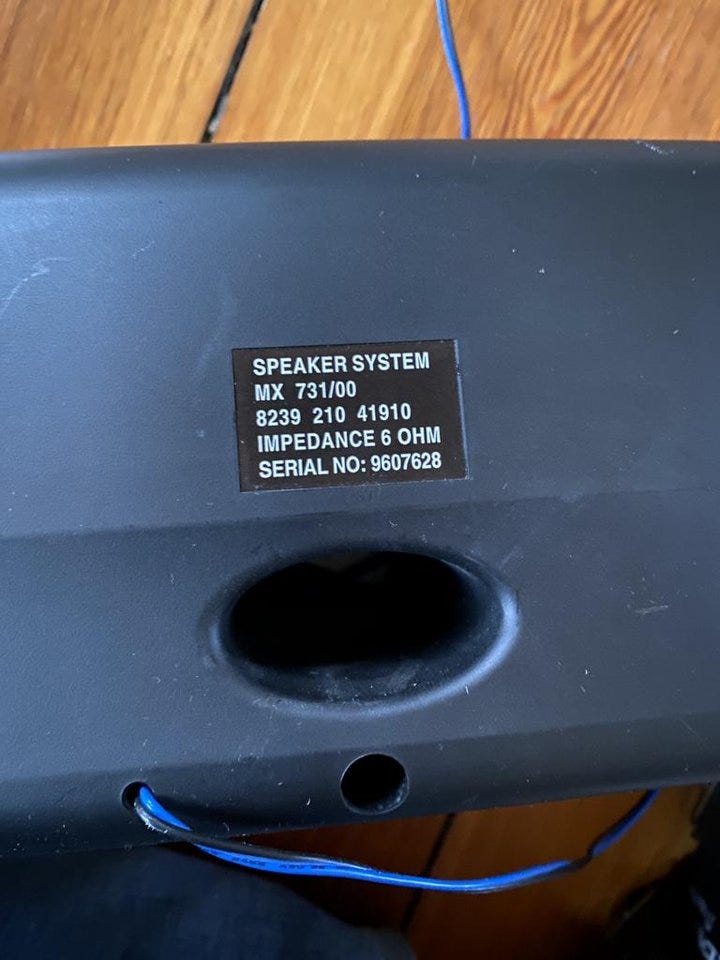 SPEAKER SYSTEM
MX 731/00
8239 210 41910
IMPEDANCE 6 OHM
SERIAL NO: 9607628